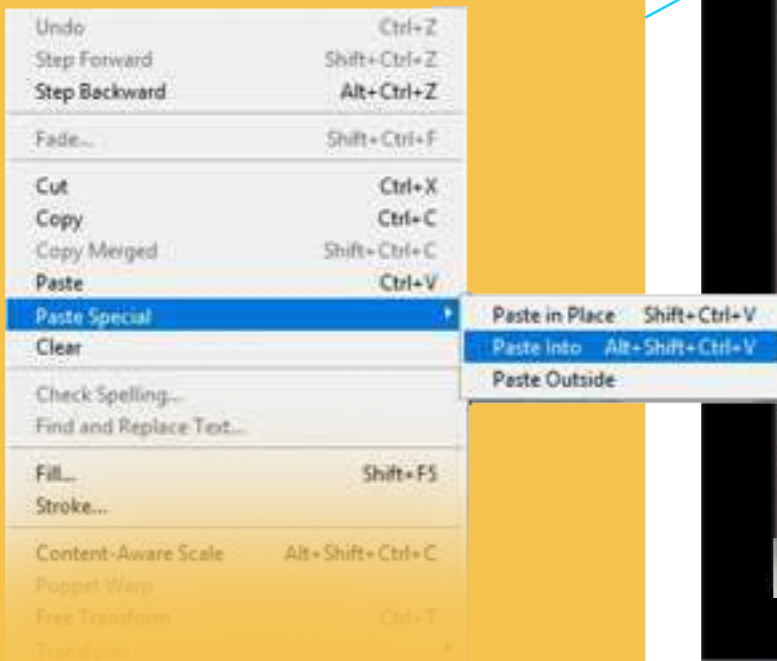 Undo Ctrl+Z
Step Forward Shift+Ctrl+Z
Step Backward Alt+Ctrl+Z
Fade... Shift+Ctrl+F
Cut Ctrl+X
Copy Ctrl+C
Copy Merged Shift+Ctrl+C
Paste Ctrl+V
Paste Special
Paste in Place Shift+Ctrl+V
Paste Into Alt+Shift+Ctrl+V
Paste Outside
Clear
Check Spelling...
Find and Replace Text...
Fill... Shift+F5
Stroke...
Content-Aware Scale Alt+Shift+Ctrl+C
Puppet Warp
Free Transform Ctrl+T
Transform